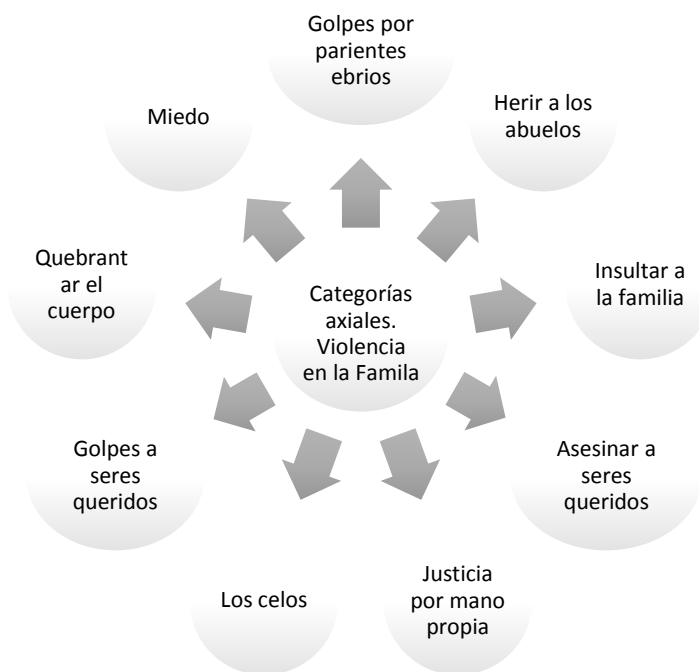 Golpes por
parientes
ebrios
Herir a los
abuelos
Insultar a
la familia
Asesinar a
seres
queridos
Justicia
por mano
propia
Los celos
Golpes a
seres
queridos
Quebrant
ar el
cuerpo
Miedo
Categorías
axiales.
Violencia
en la Famila